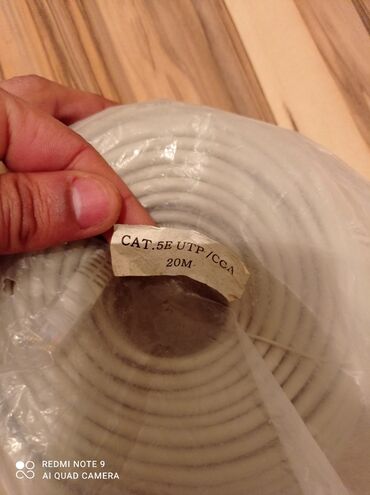 CAT.5E UTP/CCA
20M
REDMI NOTE 9
AI QUAD CAMERA